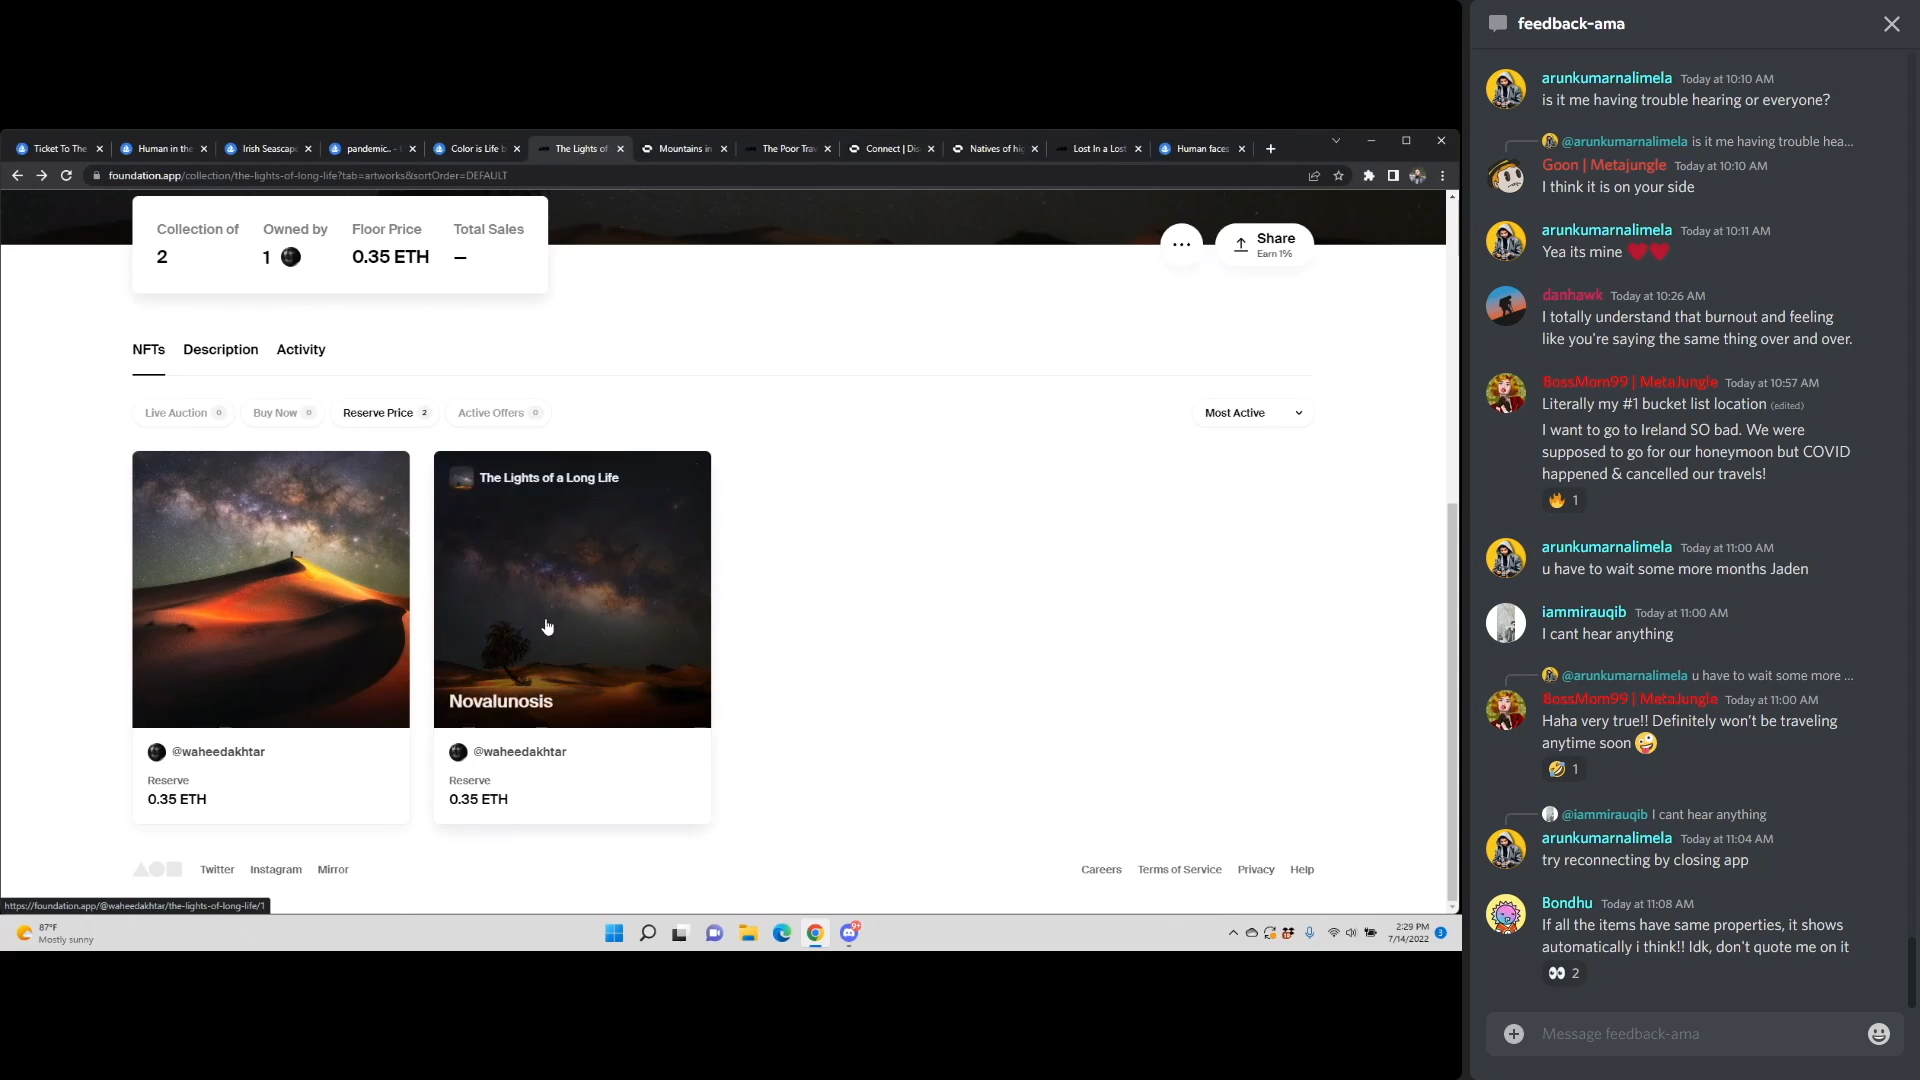 Ticket To The
Human in the
Irish Seascape
pandemic.. -
Color is Life b
The Lights of
Mountains in
The Poor Trav
Connect | Dis
Natives of hig
Lost In a Lost
Human faces
foundation.app/collection/the-lights-of-long-life?tab=artworks&sortOrder=DEFAULT
Collection of
2
Owned by
1
Floor Price
0.35 ETH
Total Sales
—
Share
Earn 1%
NFTs Description Activity
Live Auction 0
Buy Now 0
Reserve Price 2
Active Offers 0
Most Active
@waheedakhtar
Reserve
0.35 ETH
The Lights of a Long Life
Novalunosis
@waheedakhtar
Reserve
0.35 ETH
Twitter Instagram Mirror
Careers Terms of Service Privacy Help
https://foundation.app/@waheedakhtar/the-lights-of-long-life/1
87°F
Mostly sunny
9+
2:29 PM
7/14/2022
3
feedback-ama
arunkumarnalimela Today at 10:10 AM
is it me having trouble hearing or everyone?
@arunkumarnalimela is it me having trouble hea...
Goon | Metajungle Today at 10:10 AM
I think it is on your side
arunkumarnalimela Today at 10:11 AM
Yea its mine
danhawk Today at 10:26 AM
I totally understand that burnout and feeling
like you're saying the same thing over and over.
BossMom99 | MetaJungle Today at 10:57 AM
Literally my #1 bucket list location (edited)
I want to go to Ireland SO bad. We were
supposed to go for our honeymoon but COVID
happened & cancelled our travels!
1
arunkumarnalimela Today at 11:00 AM
u have to wait some more months Jaden
iammirauqib Today at 11:00 AM
I cant hear anything
@arunkumarnalimela u have to wait some more ...
BossMom99 | MetaJungle Today at 11:00 AM
Haha very true!! Definitely won't be traveling
anytime soon
1
@iammirauqib I cant hear anything
arunkumarnalimela Today at 11:04 AM
try reconnecting by closing app
Bondhu Today at 11:08 AM
If all the items have same properties, it shows
automatically i think!! Idk, don't quote me on it
2
Message feedback-ama